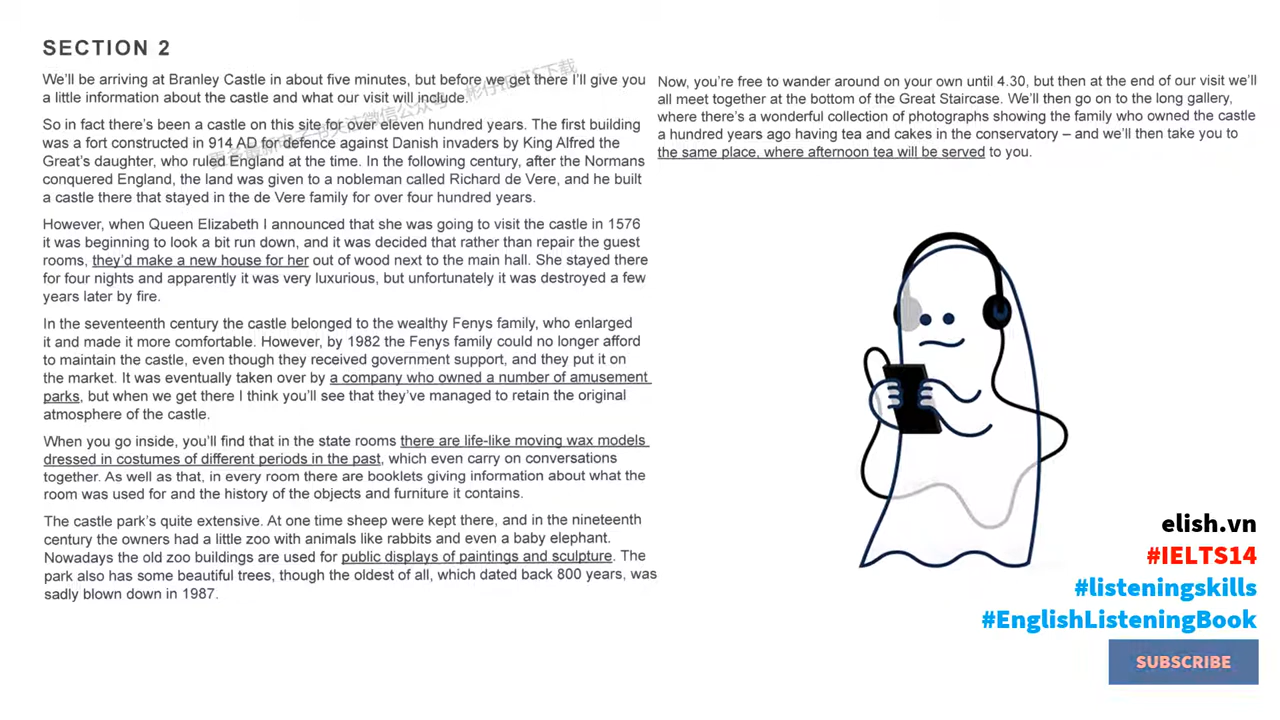 SECTION 2
We'll be arriving at Branley Castle in about five minutes, but before we get there I'll give you
a little information about the castle and what our visit will include.
So in fact there's been a castle on this site for over eleven hundred years. The first building
was a fort constructed in 914 AD for defence against Danish invaders by King Alfred the
Great's daughter, who ruled England at the time. In the following century, after the Normans
conquered England, the land was given to a nobleman called Richard de Vere, and he built
a castle there that stayed in the de Vere family for over four hundred years.
However, when Queen Elizabeth I announced that she was going to visit the castle in 1576
it was beginning to look a bit run down, and it was decided that rather than repair the guest
rooms, they'd make a new house for her out of wood next to the main hall. She stayed there
for four nights and apparently it was very luxurious, but unfortunately it was destroyed a few
years later by fire.
In the seventeenth century the castle belonged to the wealthy Fenys family, who enlarged
it and made it more comfortable. However, by 1982 the Fenys family could no longer afford
to maintain the castle, even though they received government support, and they put it on
the market. It was eventually taken over by a company who owned a number of amusement
parks, but when we get there I think you'll see that they've managed to retain the original
atmosphere of the castle.
When you go inside, you'll find that in the state rooms there are life-like moving wax models
dressed in costumes of different periods in the past, which even carry on conversations
together. As well as that, in every room there are booklets giving information about what the
room was used for and the history of the objects and furniture it contains.
The castle park's quite extensive. At one time sheep were kept there, and in the nineteenth
century the owners had a little zoo with animals like rabbits and even a baby elephant.
Nowadays the old zoo buildings are used for public displays of paintings and sculpture. The
park also has some beautiful trees, though the oldest of all, which dated back 800 years, was
sadly blown down in 1987.
Now, you're free to wander around on your own until 4.30, but then at the end of our visit we'll
all meet together at the bottom of the Great Staircase. We'll then go on to the long gallery,
where there's a wonderful collection of photographs showing the family who owned the castle
a hundred years ago having tea and cakes in the conservatory – and we'll then take you to
the same place, where afternoon tea will be served to you.
elish.vn
#IELTS14
#listeningskills
#EnglishListeningBook
SUBSCRIBE